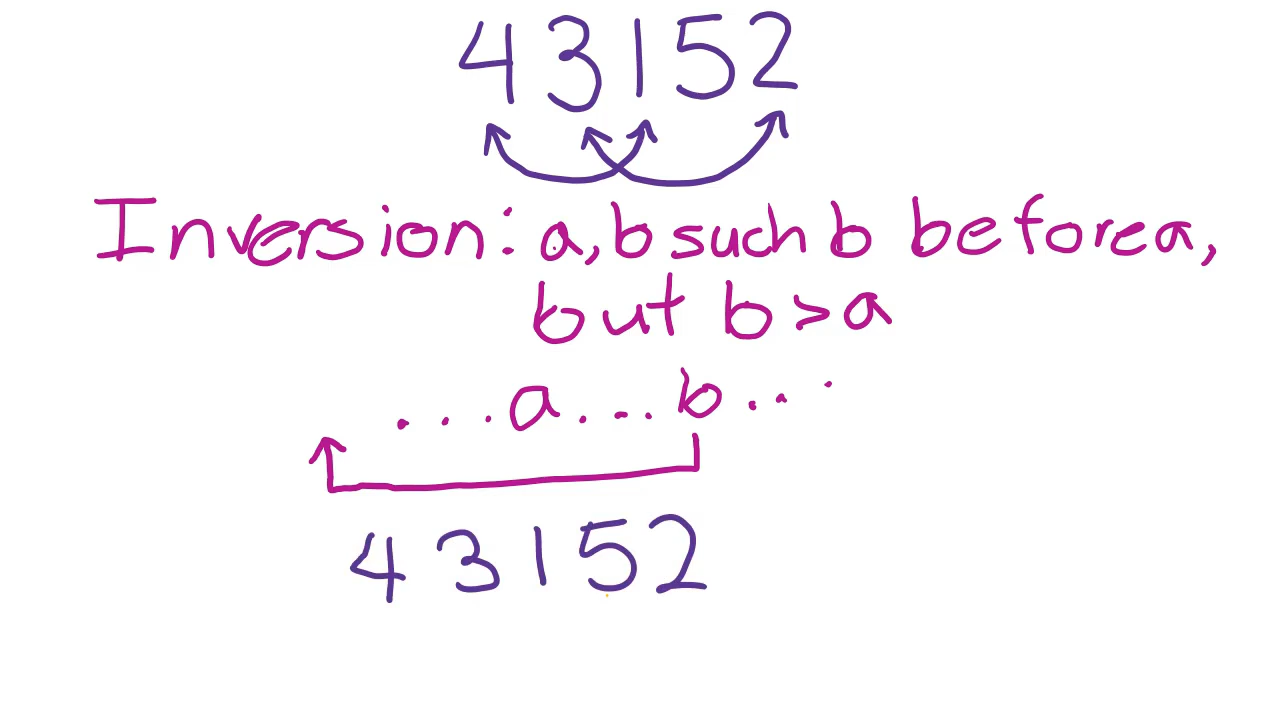 43152
Inversion: a, b such b before a,
but b > a
...a...b...
43152